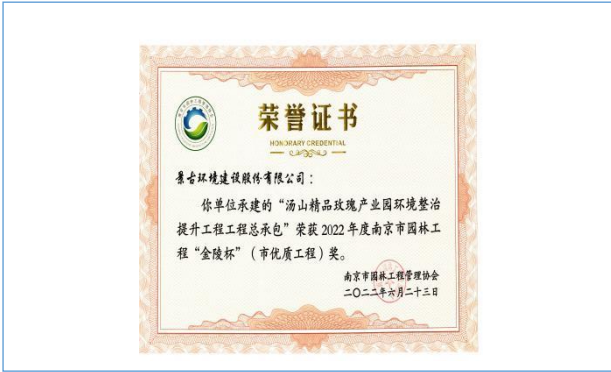 荣誉证书
HONORARY CREDENTIAL
景古环境建设股份有限公司：
你单位承建的“汤山精品玫瑰产业园环境整治
提升工程工程总承包”荣获2022年度南京市园林工
程“金陵杯”（市优质工程）奖。
南京市园林工程管理协会
二〇二二年六月二十三日